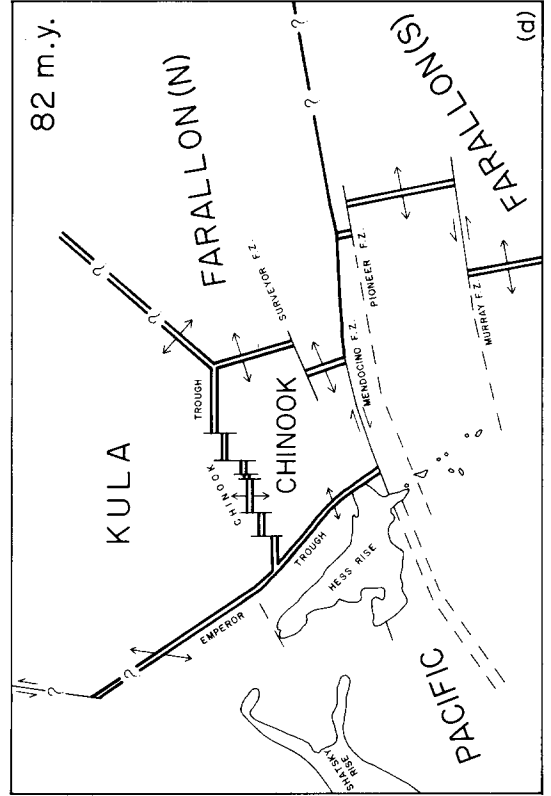 82 m.y.
KULA
FARALLON (N)
?
?
?
?
?
TROUGH
CHINOOK
SURVEYOR F.Z.
CHINOOK
?
?
EMPEROR
TROUGH
HESS RISE
MENDOCINO F.Z.
PIONEER F.Z.
FARALLON (S)
MURRAY F.Z.
SHATSKY
RISE
PACIFIC
(d)